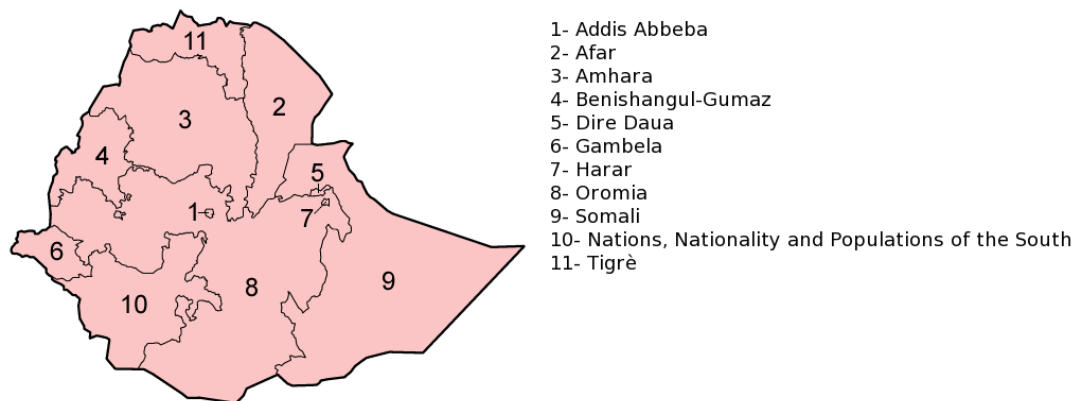 11
2
3
4
5
1
7
6
8
9
10
1- Addis Abbeba
2- Afar
3- Amhara
4- Benishangul-Gumaz
5- Dire Daua
6- Gambela
7- Harar
8- Oromia
9- Somali
10- Nations, Nationality and Populations of the South
11- Tigrè